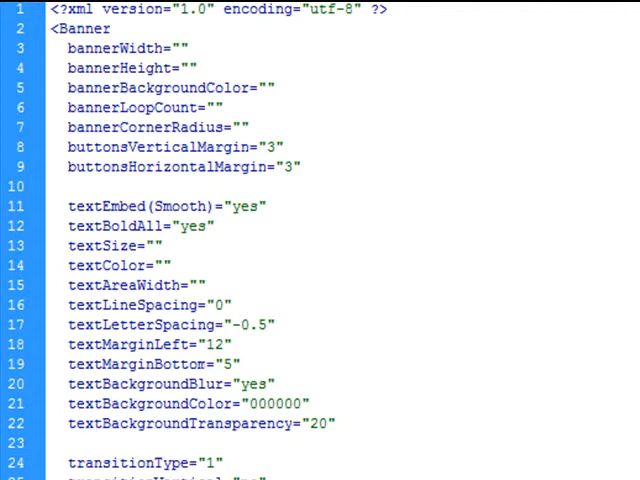 1 <?xml version="1.0" encoding="utf-8" ?>
2 <Banner
3 bannerWidth=""
4 bannerHeight=""
5 bannerBackgroundColor=""
6 bannerLoopCount=""
7 bannerCornerRadius=""
8 buttonsVerticalMargin="3"
9 buttonsHorizontalMargin="3"
10
11 textEmbed(Smooth)="yes"
12 textBoldAll="yes"
13 textSize=""
14 textColor=""
15 textAreaWidth=""
16 textLineSpacing="0"
17 textLetterSpacing="-0.5"
18 textMarginLeft="12"
19 textMarginBottom="5"
20 textBackgroundBlur="yes"
21 textBackgroundColor="000000"
22 textBackgroundTransparency="20"
23
24 transitionType="1"